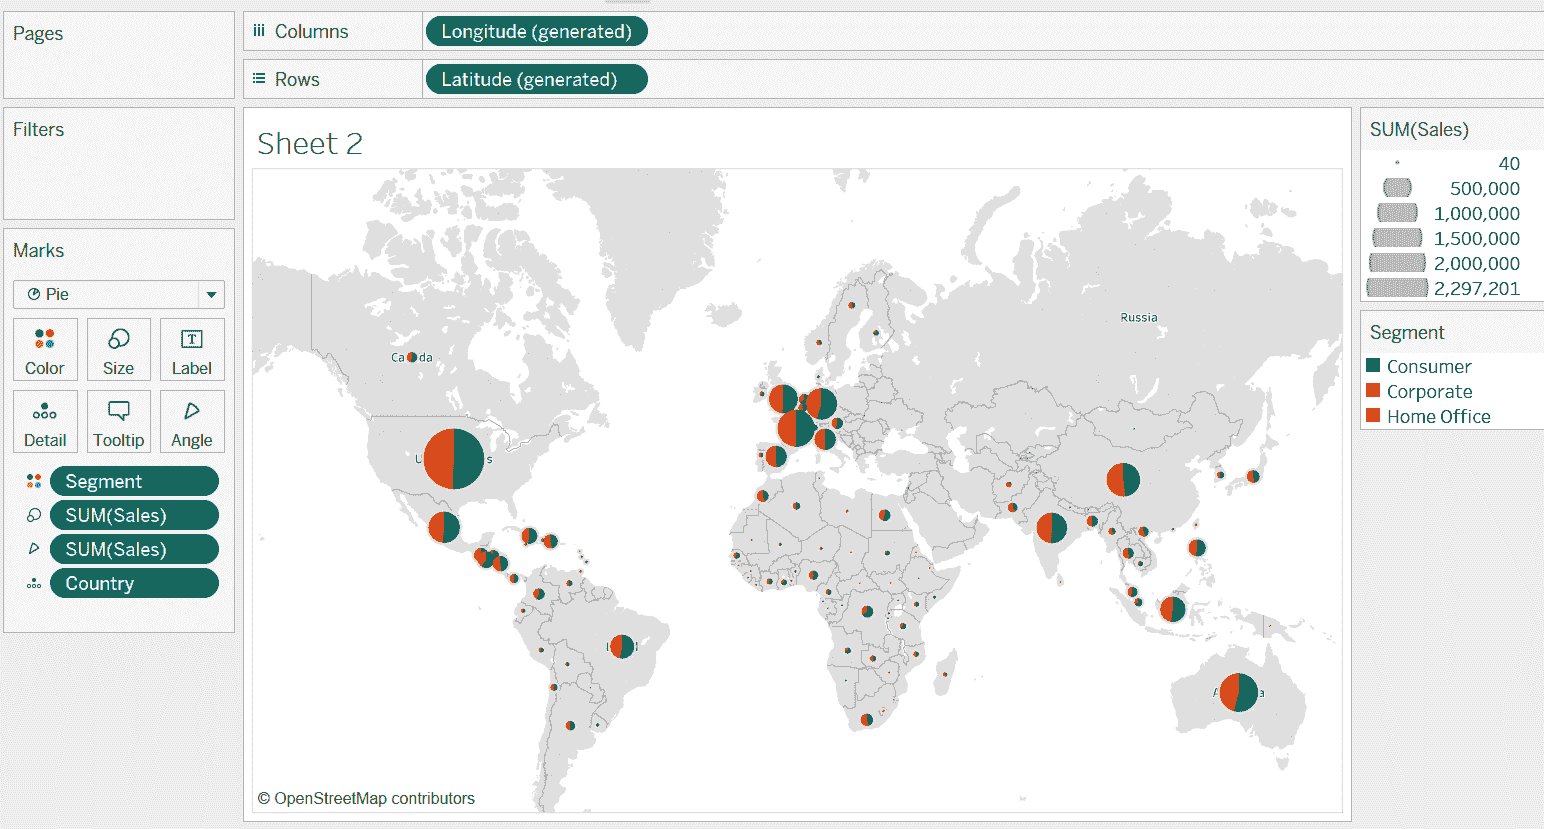 Pages
iii Columns
Longitude (generated)
Rows
Latitude (generated)
Filters
Marks
Pie
Color
Size
T
Label
Detail
Tooltip
Angle
Segment
SUM(Sales)
SUM(Sales)
Country
Sheet 2
Russia
Ca da
U s
A a
© OpenStreetMap contributors
SUM(Sales)
40
500,000
1,000,000
1,500,000
2,000,000
2,297,201
Segment
Consumer
Corporate
Home Office